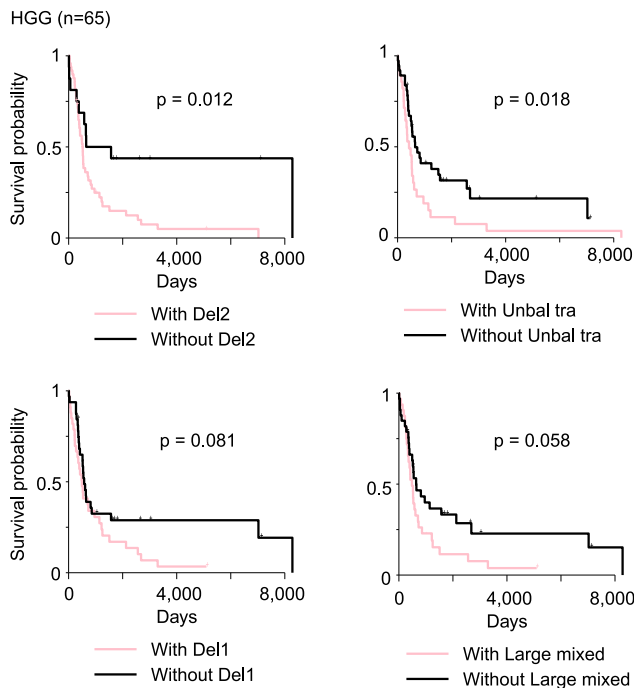 HGG (n=65)
1
0.5
0
Survival probability
p = 0.012
0
4,000
8,000
Days
With Del2
Without Del2
1
0.5
0
p = 0.018
0
4,000
8,000
Days
With Unbal tra
Without Unbal tra
1
0.5
0
Survival probability
p = 0.081
0
4,000
8,000
Days
With Del1
Without Del1
1
0.5
0
p = 0.058
0
4,000
8,000
Days
With Large mixed
Without Large mixed